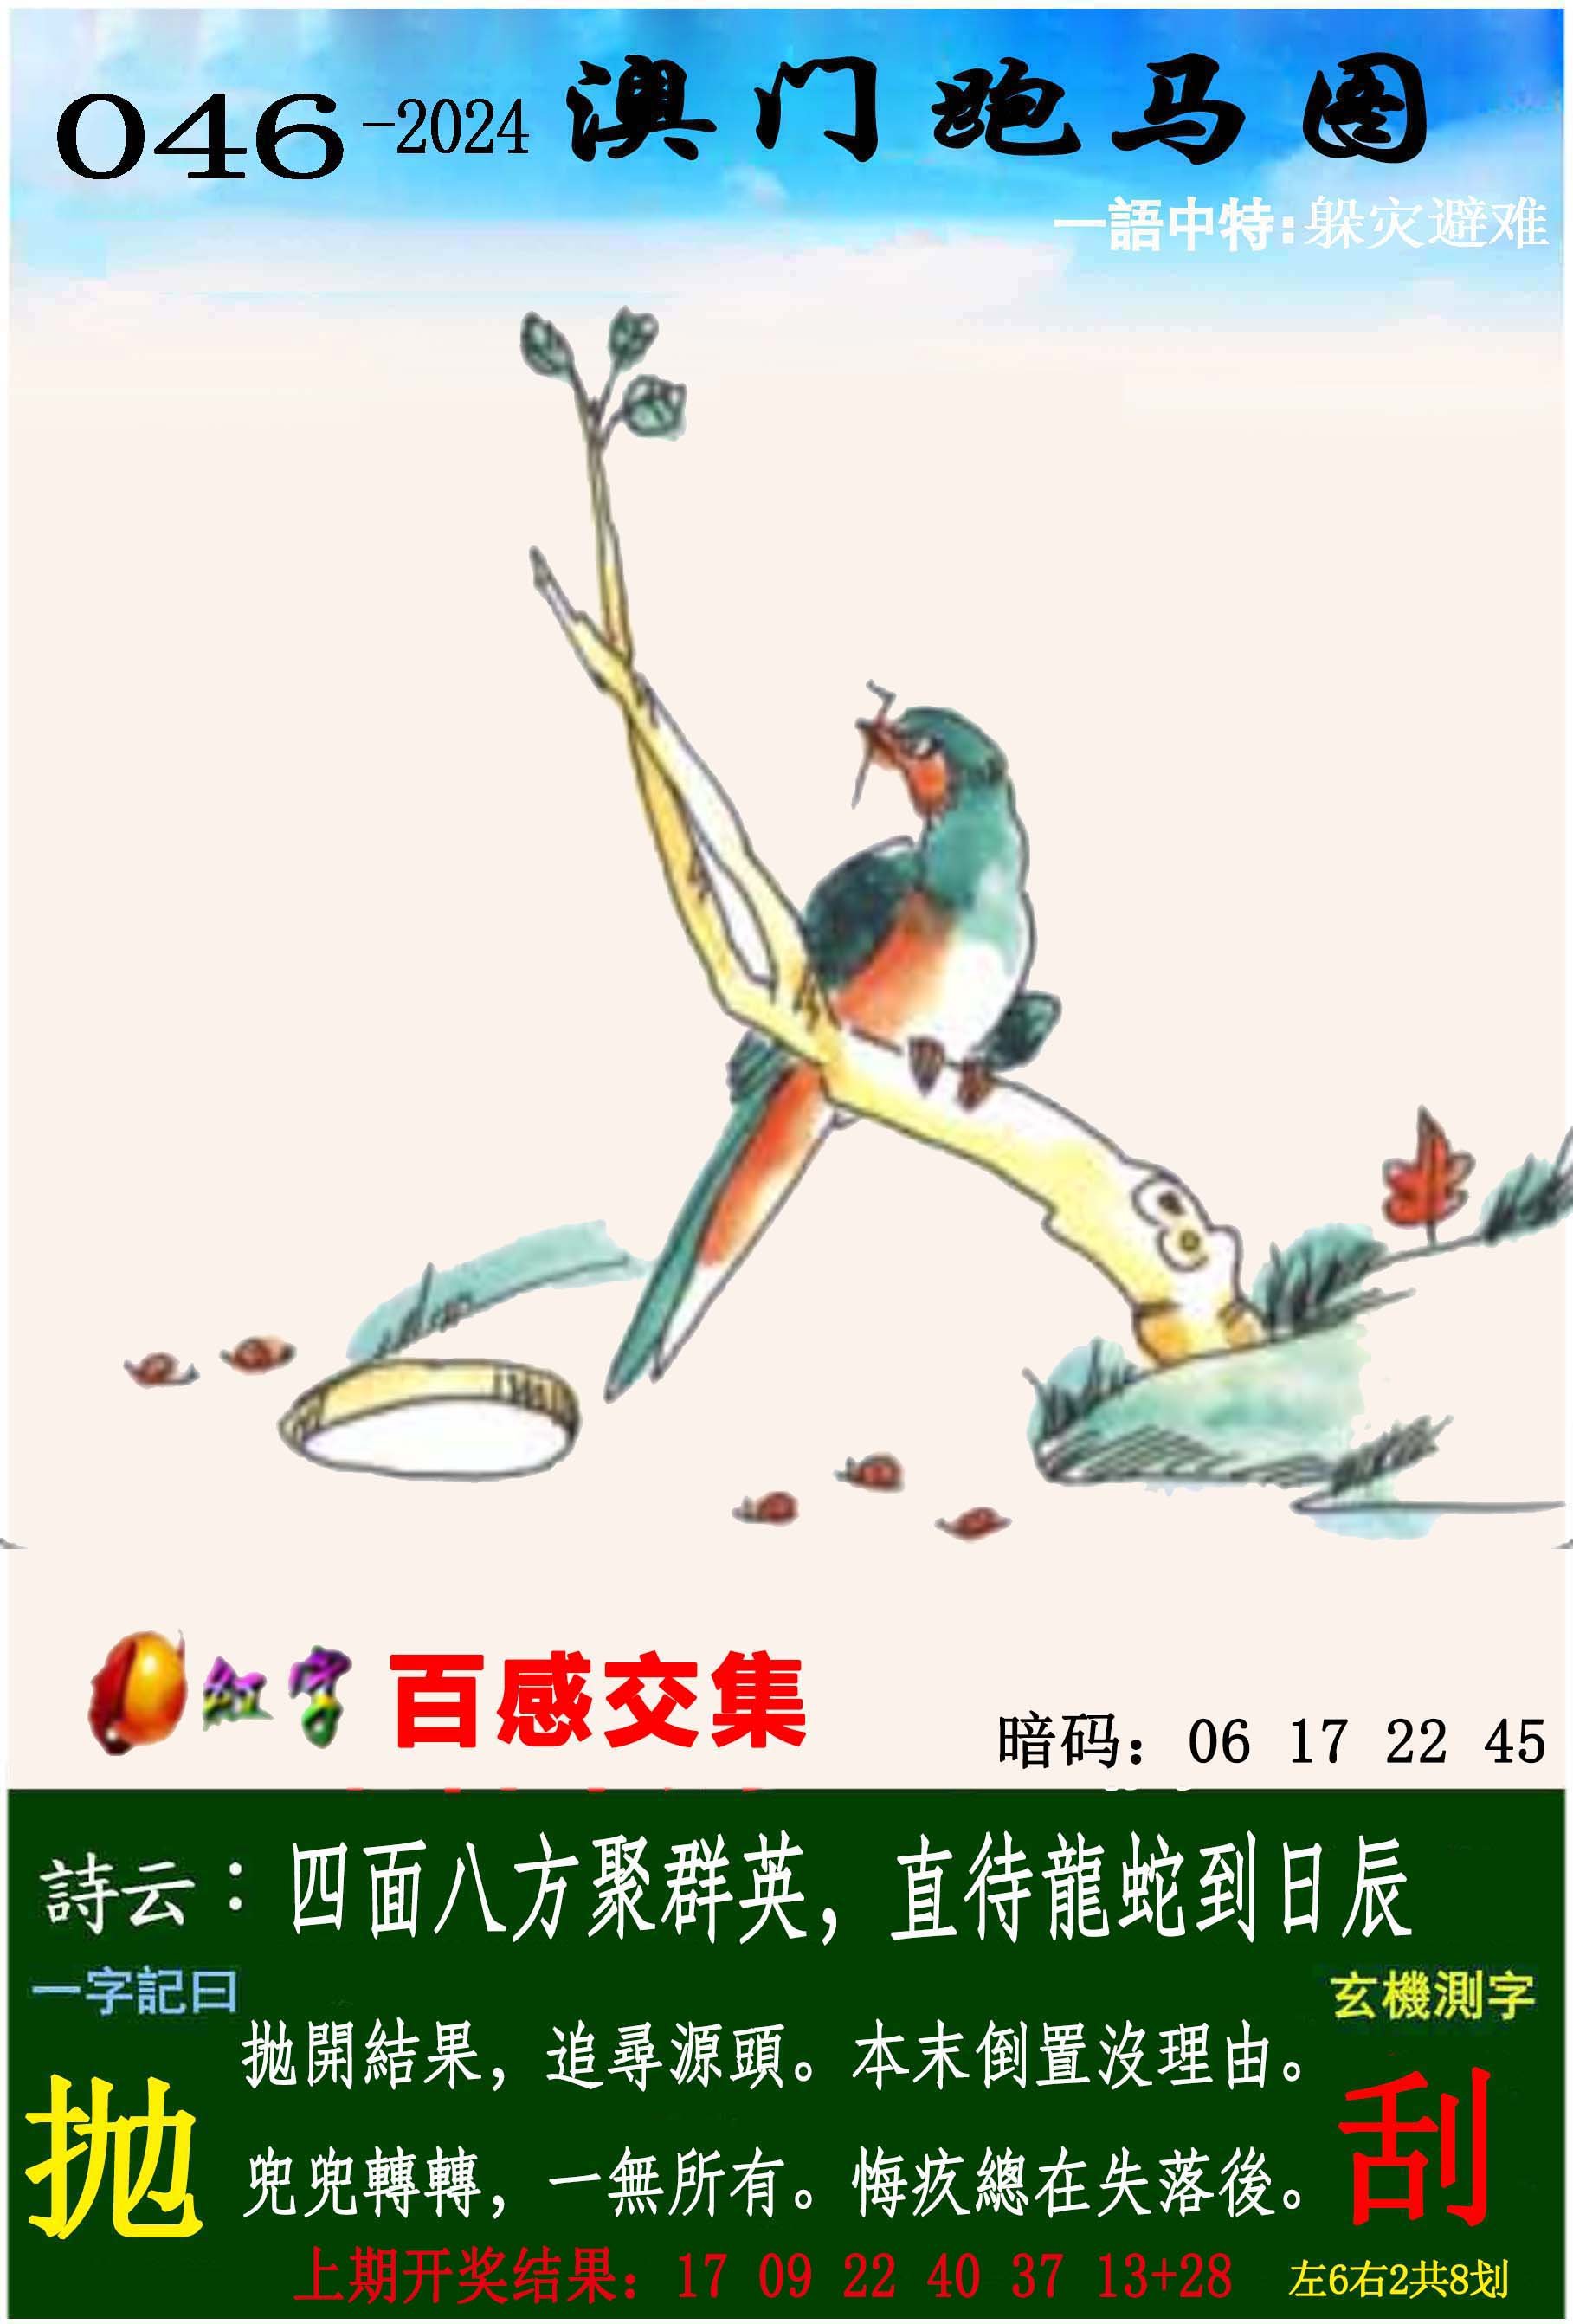 046-2024 澳门跑马图
一語中特:躲灾避难
红字 百感交集
暗码：06 17 22 45
詩云：四面八方聚群英，直待龍蛇到日辰
一字記曰
玄機測字
拋開結果，追尋源頭。本末倒置沒理由。
拋
刮
兜兜轉轉，一無所有。悔疚總在失落後。
上期开奖结果：17 09 22 40 37 13+28
左6右2共8划